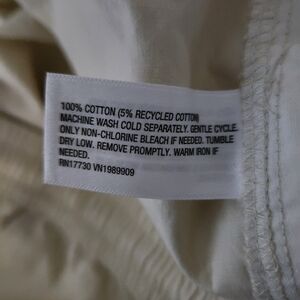 100% COTTON (5% RECYCLED COTTON)
MACHINE WASH COLD SEPARATELY. GENTLE CYCLE.
ONLY NON-CHLORINE BLEACH IF NEEDED. TUMBLE
DRY LOW. REMOVE PROMPTLY. WARM IRON IF
NEEDED.
RN17730 VN1989909